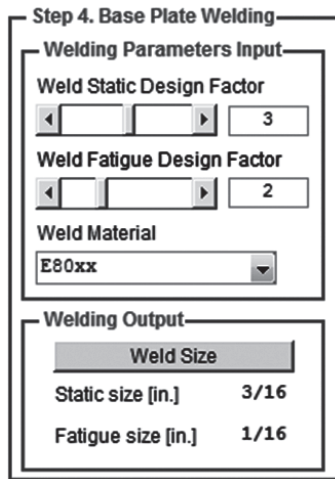 Step 4. Base Plate Welding
Welding Parameters Input
Weld Static Design Factor
3
Weld Fatigue Design Factor
2
Weld Material
E80xx
Welding Output
Weld Size
Static size [in.] 3/16
Fatigue size [in.] 1/16